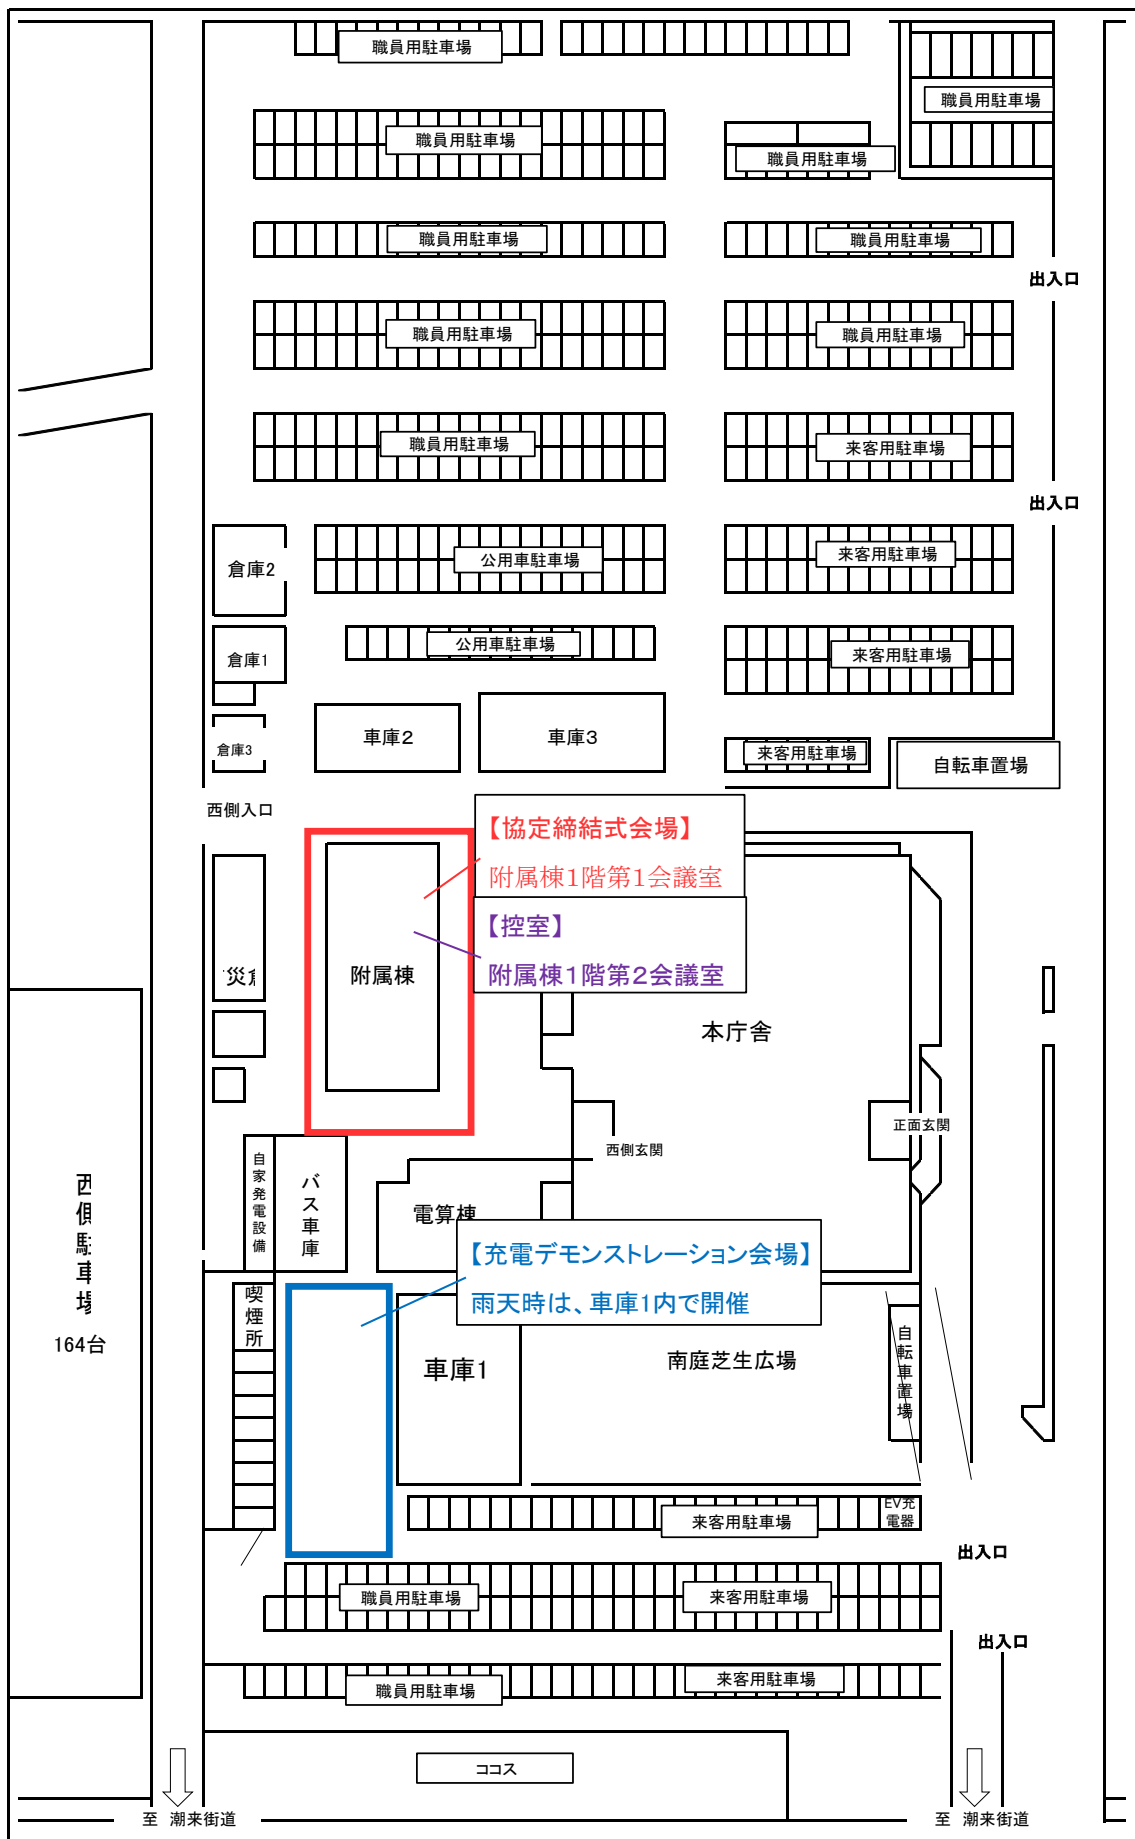 職員用駐車場
職員用駐車場
職員用駐車場
職員用駐車場
職員用駐車場
職員用駐車場
出入口
職員用駐車場
職員用駐車場
職員用駐車場
来客用駐車場
出入口
倉庫2
公用車駐車場
来客用駐車場
倉庫1
公用車駐車場
来客用駐車場
倉庫3
車庫2
車庫3
来客用駐車場
自転車置場
西側入口
【協定締結式会場】
附属棟1階第1会議室
【控室】
附属棟1階第2会議室
災
附属棟
本庁舎
正面玄関
西側玄関
自家発電設備
バス車庫
電算棟
西側駐車場
164台
【充電デモンストレーション会場】
雨天時は、車庫1内で開催
喫煙所
車庫1
南庭芝生広場
自転車置場
EV充
電器
来客用駐車場
出入口
職員用駐車場
来客用駐車場
出入口
職員用駐車場
来客用駐車場
ココス
至 潮来街道
至 潮来街道